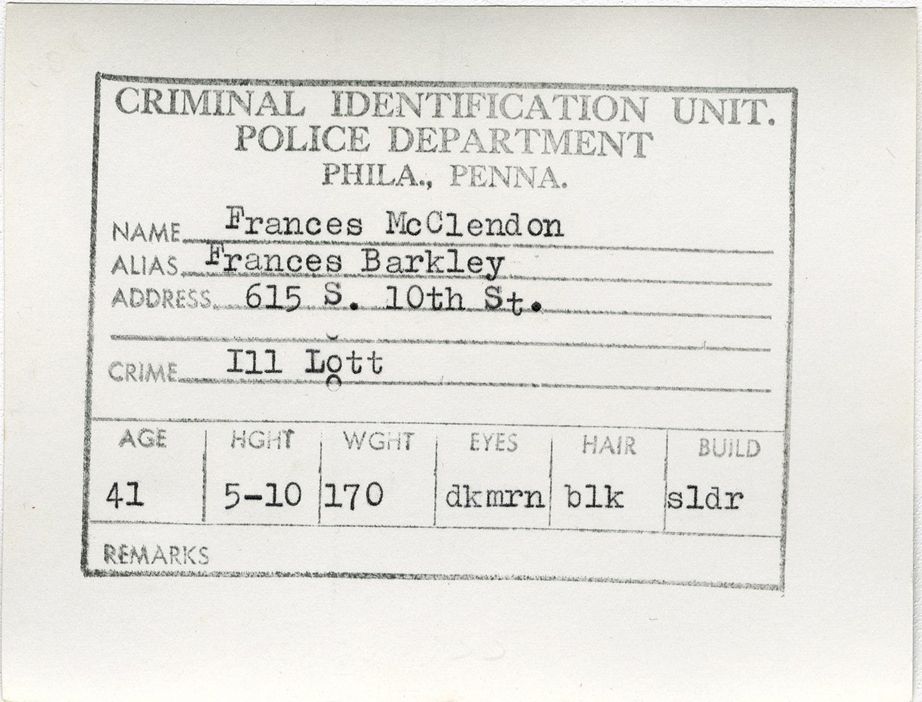 CRIMINAL IDENTIFICATION UNIT.
POLICE DEPARTMENT
PHILA., PENNA.
NAME Frances McClendon
ALIAS Frances Barkley
ADDRESS 615 S. 10th St.
CRIME Ill Lott
AGE HGHT WGHT EYES HAIR BUILD
41 5-10 170 dkmrn blk sldr
REMARKS